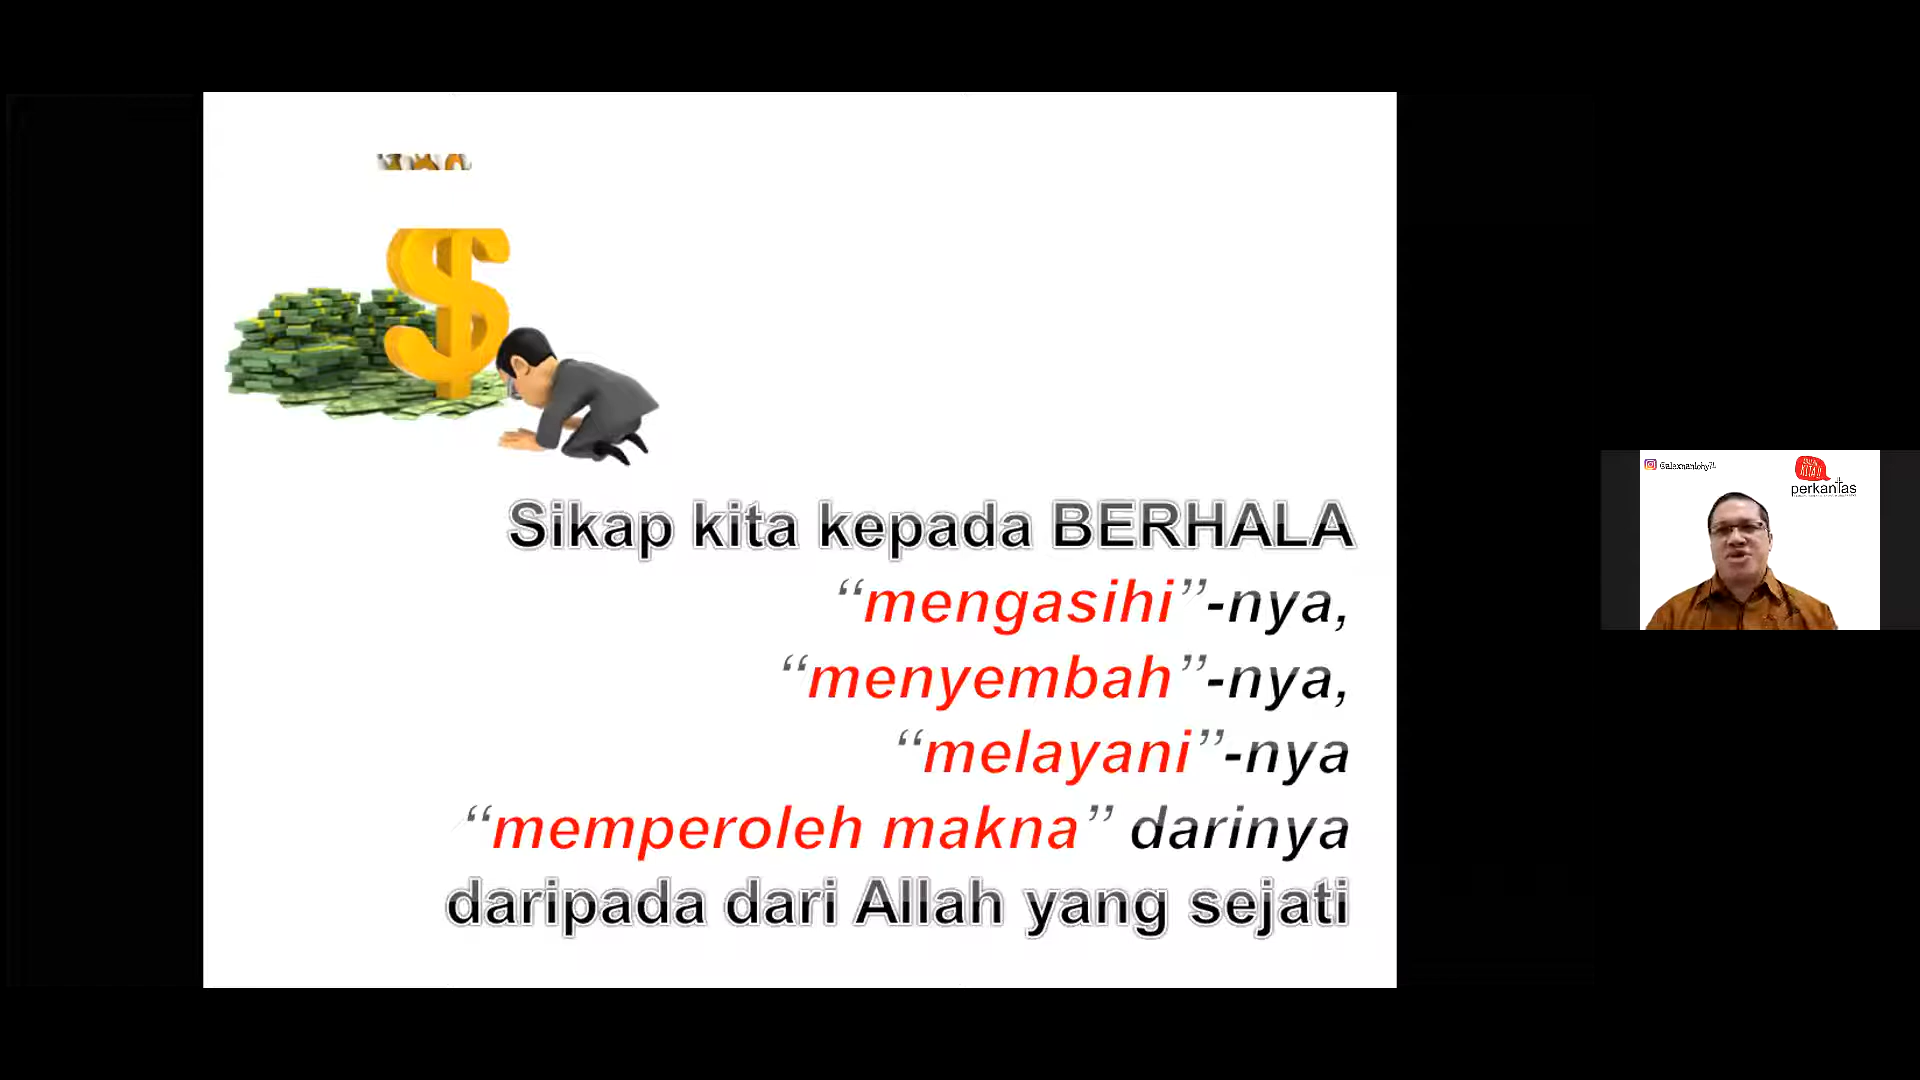 Sikap kita kepada BERHALA
“mengasihi”-nya,
“menyembah”-nya,
“melayani”-nya
“memperoleh makna” darinya
daripada dari Allah yang sejati
perkantas